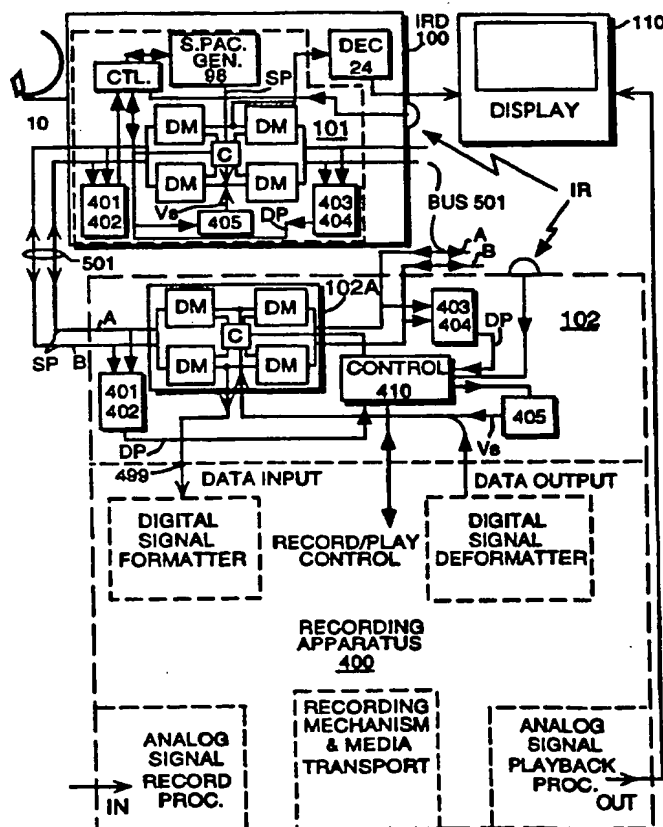 IRD
100
110
S.PAC.
GEN.
98
DEC
24
CTL.
SP
DISPLAY
10
DM
DM
101
C
DM
DM
401
402
Vs
405
DP
403
404
IR
BUS 501
A
B
501
102A
DM
DM
C
DM
DM
403
404
102
DP
A
SP
B
CONTROL
410
401
402
405
Vs
DP
499
DATA INPUT
DATA OUTPUT
DIGITAL
SIGNAL
FORMATTER
RECORD/PLAY
CONTROL
DIGITAL
SIGNAL
DEFORMATTER
RECORDING
APPARATUS
400
ANALOG
SIGNAL
RECORD
PROC.
IN
RECORDING
MECHANISM
& MEDIA
TRANSPORT
ANALOG
SIGNAL
PLAYBACK
PROC.
OUT